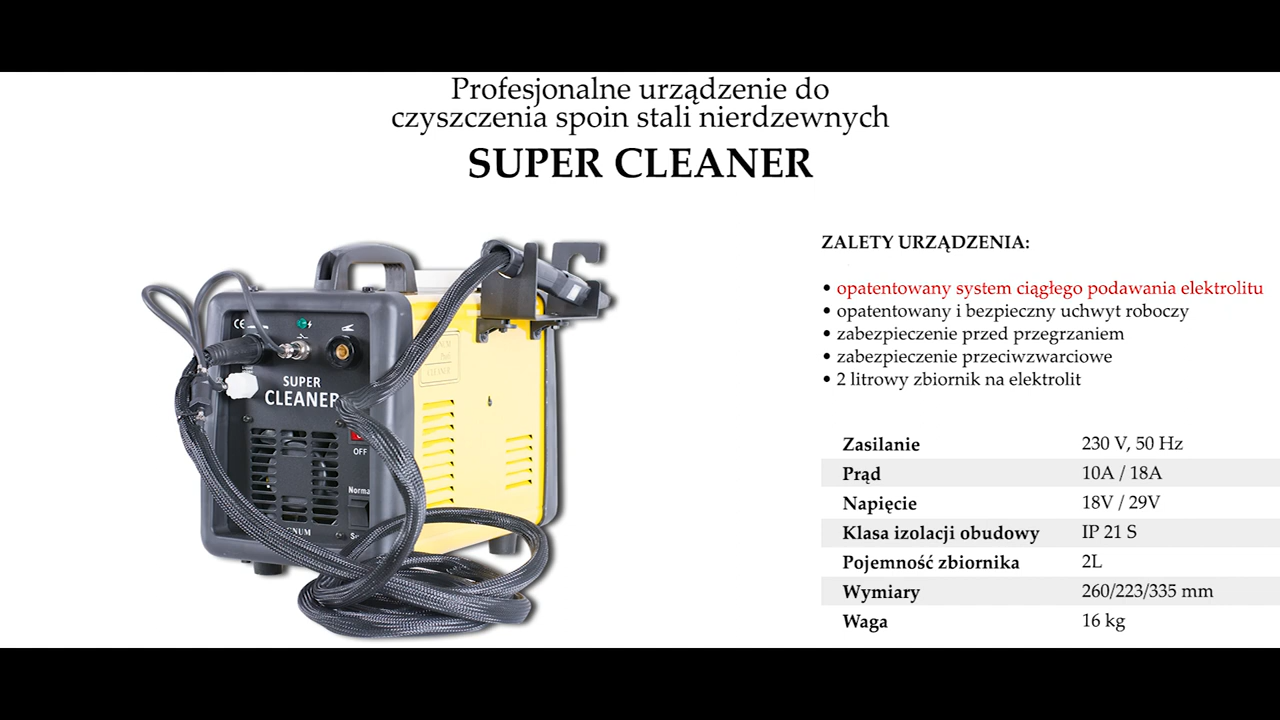 Profesjonalne urządzenie do
czyszczenia spoin stali nierdzewnych
SUPER CLEANER
ZALETY URZĄDZENIA:
• opatentowany system ciągłego podawania elektrolitu
• opatentowany i bezpieczny uchwyt roboczy
• zabezpieczenie przed przegrzaniem
• zabezpieczenie przeciwzwarciowe
• 2 litrowy zbiornik na elektrolit
Zasilanie 230 V, 50 Hz
Prąd 10A / 18A
Napięcie 18V / 29V
Klasa izolacji obudowy IP 21 S
Pojemność zbiornika 2L
Wymiary 260/223/335 mm
Waga 16 kg
CE
SUPER
CLEANER
OFF
Norma